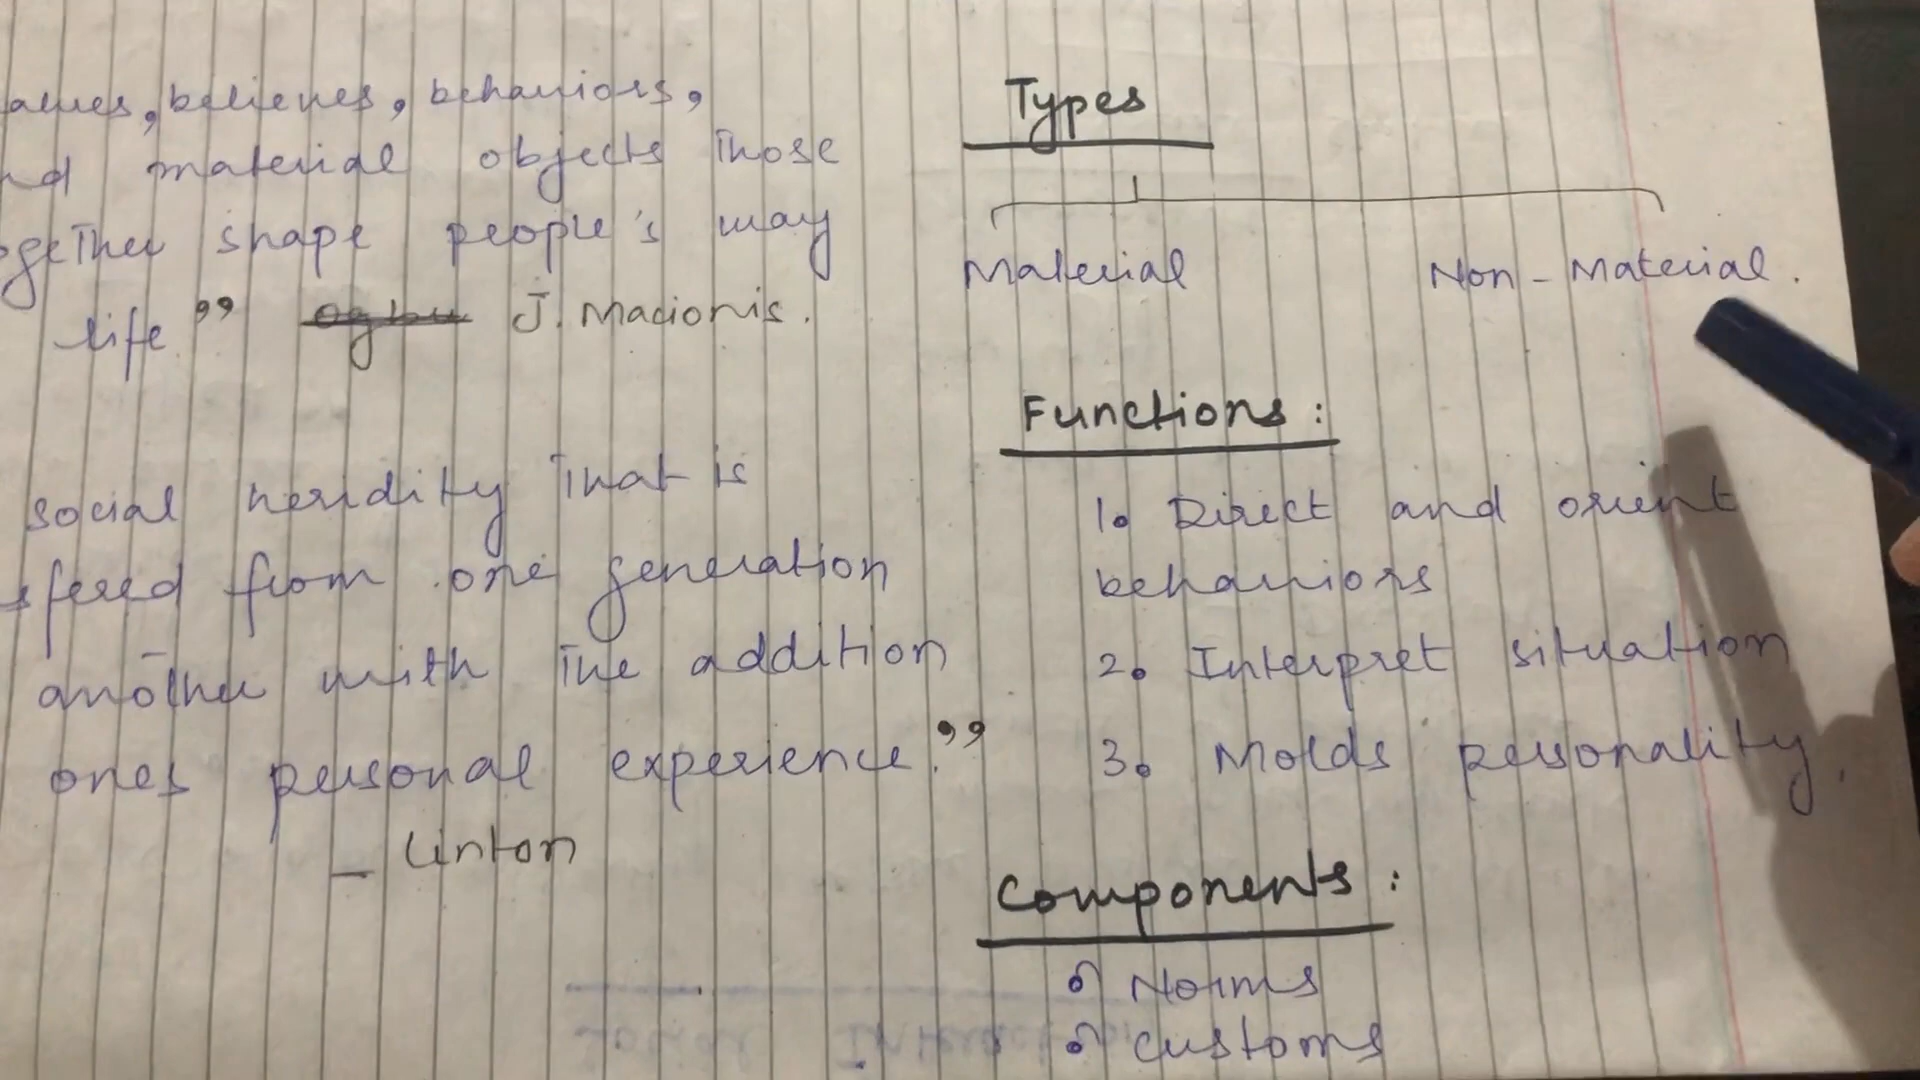 values, believes, behaviors,
and material objects those
together shape people's way
life." J. Macionis.
social heridity that is
sfered from one generation
another with the addition
ones personal experience."
_ Linton
Types
Material Non-Material.
Functions:
1. Direct and orient
behaviors
2. Interpret situation
3. Molds personality.
Components:
Norms
Customs